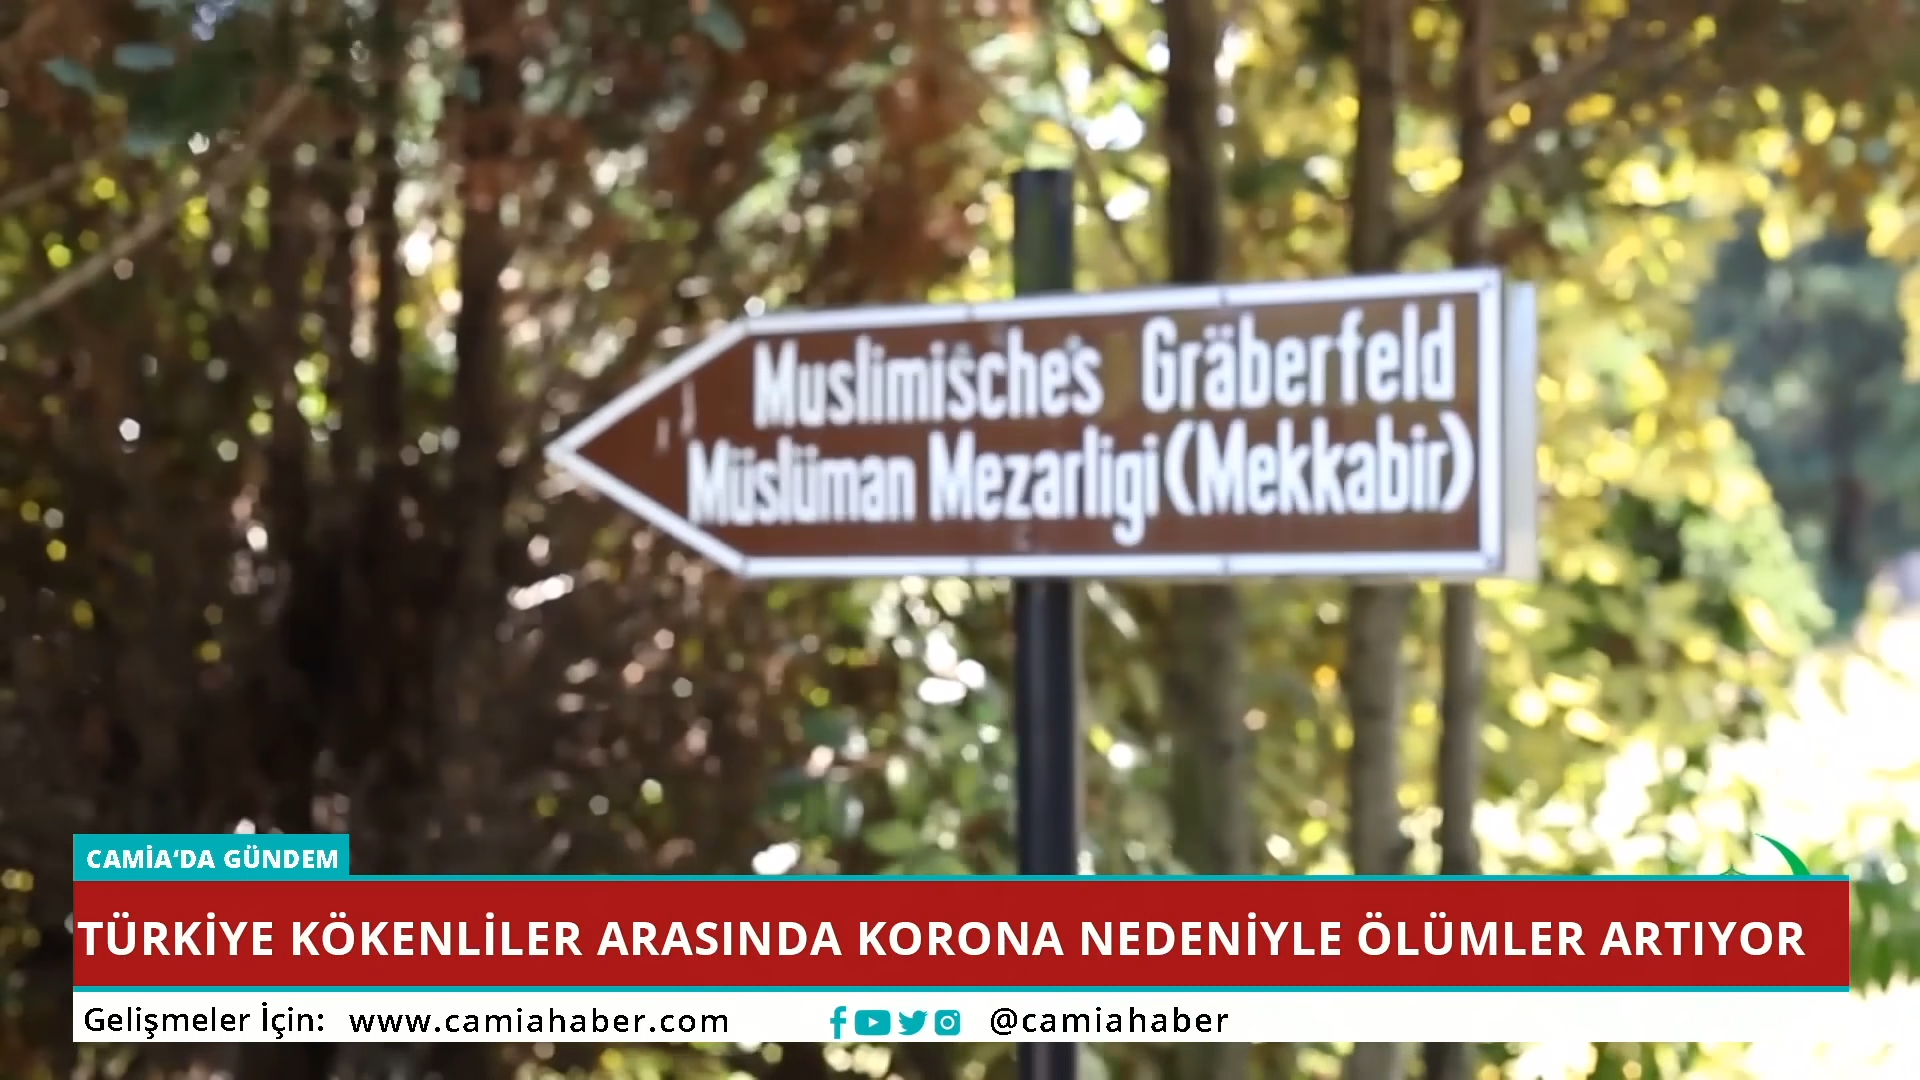 Muslimisches Gräberfeld
Müslüman Mezarligi (Mekkabir)
CAMİA‘DA GÜNDEM
TÜRKİYE KÖKENLİLER ARASINDA KORONA NEDENİYLE ÖLÜMLER ARTIYOR
Gelişmeler İçin: www.camiahaber.com @camiahaber